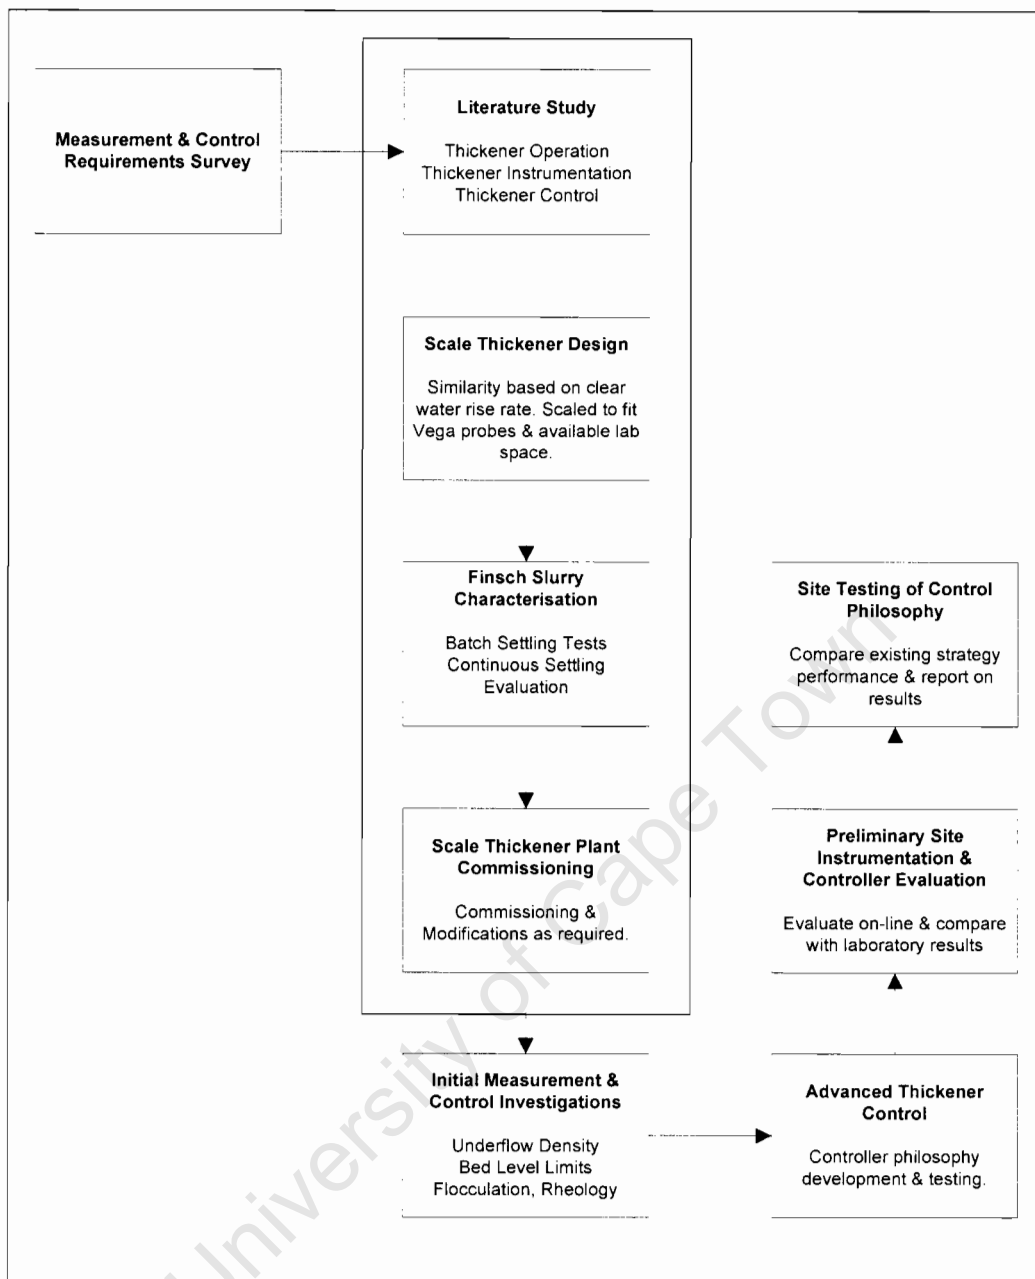 Measurement & Control
Requirements Survey
Literature Study
Thickener Operation
Thickener Instrumentation
Thickener Control
Scale Thickener Design
Similarity based on clear
water rise rate. Scaled to fit
Vega probes & available lab
space.
Finsch Slurry
Characterisation
Batch Settling Tests
Continuous Settling
Evaluation
Scale Thickener Plant
Commissioning
Commissioning &
Modifications as required.
Initial Measurement &
Control Investigations
Underflow Density
Bed Level Limits
Flocculation, Rheology
Advanced Thickener
Control
Controller philosophy
development & testing.
Preliminary Site
Instrumentation &
Controller Evaluation
Evaluate on-line & compare
with laboratory results
Site Testing of Control
Philosophy
Compare existing strategy
performance & report on
results
University of Cape Town